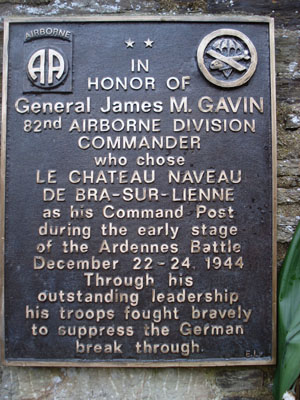 AIRBORNE
AA
IN
HONOR OF
General James M. GAVIN
82nd AIRBORNE DIVISION
COMMANDER
who chose
LE CHATEAU NAVEAU
DE BRA-SUR-LIENNE
as his Command Post
during the early stage
of the Ardennes Battle
December 22-24 1944
Through his
outstanding leadership
his troops fought bravely
to suppress the German
break through.